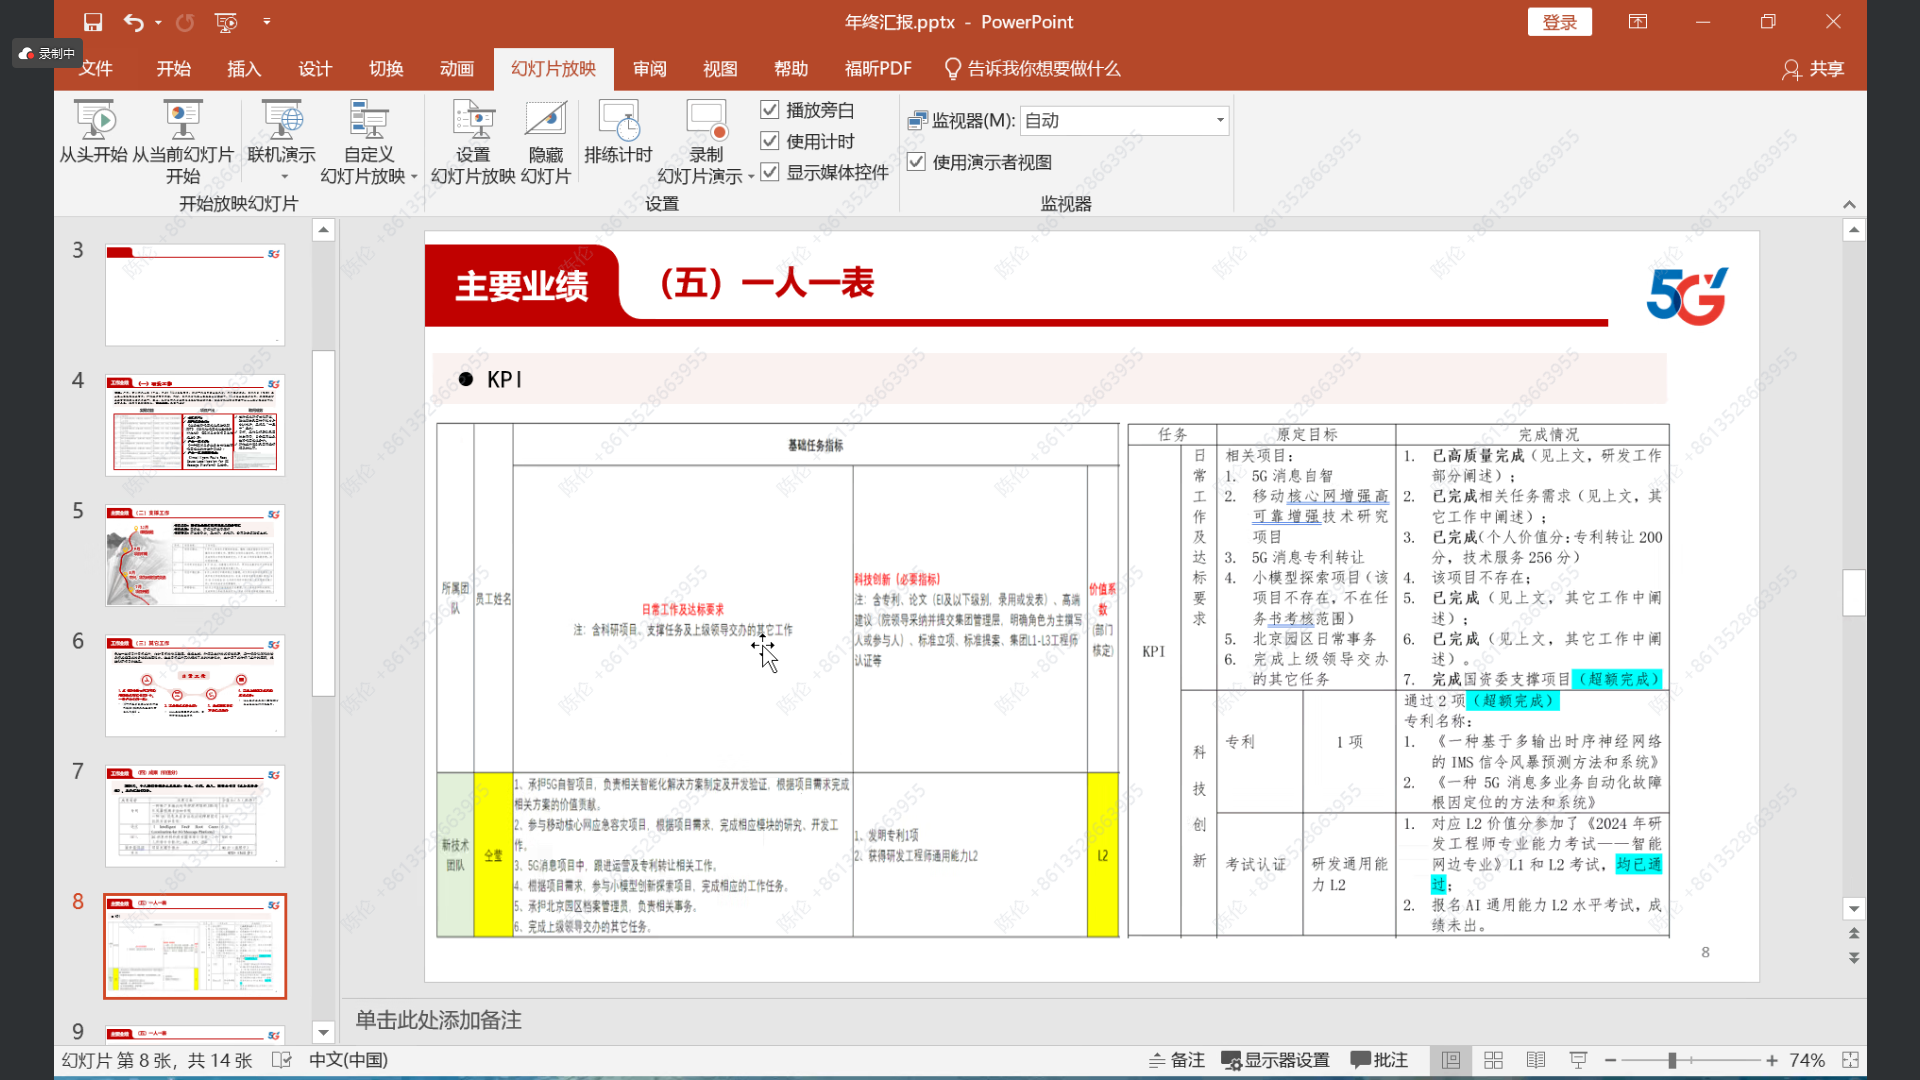 年终汇报.pptx - PowerPoint
登录
录制中
文件 开始 插入 设计 切换 动画 幻灯片放映 审阅 视图 帮助 福昕PDF 告诉我你想要做什么 共享
从头开始 从当前幻灯片开始 联机演示 自定义幻灯片放映
设置幻灯片放映 隐藏幻灯片 排练计时 录制幻灯片演示
播放旁白
使用计时
显示媒体控件
监视器(M): 自动
使用演示者视图
开始放映幻灯片 设置 监视器
3
4
5
6
7
8
9
主要业绩
（五）一人一表
5G
KPI
基础任务指标
所属团队
员工姓名
日常工作及达标要求
注：含科研项目、支撑任务及上级领导交办的其它工作
科技创新（必要指标）
注：含专利、论文（EI及以下级别，录用或发表）、高端
建议（院领导采纳并提交集团管理层，明确角色为主撰写
人或参与人）、标准立项、标准提案、集团L1-L3工程师
认证等
价值系数
(部门核定)
新技术团队
仝莹
1、承担5G自智项目，负责相关智能化解决方案制定及开发验证，根据项目需求完成
相关方案的价值贡献。
2、参与移动核心网应急容灾项目，根据项目需求，完成相应模块的研究、开发工
作。
3、5G消息项目中，跟进运营及专利转让相关工作。
4、根据项目需求，参与小模型创新探索项目，完成相应的工作任务。
5、承担北京园区档案管理员，负责相关事务。
6、完成上级领导交办的其它任务。
1、发明专利1项
2、获得研发工程师通用能力L2
L2
任务 原定目标 完成情况
KPI
日常工作及达标要求
相关项目：
1. 5G 消息自智
2. 移动核心网增强高
可靠增强技术研究
项目
3. 5G 消息专利转让
4. 小模型探索项目（该
项目不存在，不在任
务书考核范围）
5. 北京园区日常事务
6. 完成上级领导交办
的其它任务
1. 已高质量完成（见上文，研发工作
部分阐述）；
2. 已完成相关任务需求（见上文，其
它工作中阐述）；
3. 已完成（个人价值分：专利转让 200
分，技术服务 256 分）
4. 该项目不存在；
5. 已完成（见上文，其它工作中阐
述）；
6. 已完成（见上文，其它工作中阐
述）。
7. 完成国资委支撑项目（超额完成）
科技创新
专利
1 项
通过 2 项（超额完成）
专利名称：
1. 《一种基于多输出时序神经网络
的 IMS 信令风暴预测方法和系统》
2. 《一种 5G 消息多业务自动化故障
根因定位的方法和系统》
考试认证
研发通用能
力 L2
1. 对应 L2 价值分参加了《2024 年研
发工程师专业能力考试——智能
网边专业》L1 和 L2 考试，均已通
过；
2. 报名 AI 通用能力 L2 水平考试，成
绩未出。
8
陈伦 +8613528663955
单击此处添加备注
幻灯片 第 8 张，共 14 张 中文(中国) 备注 显示器设置 批注 74%